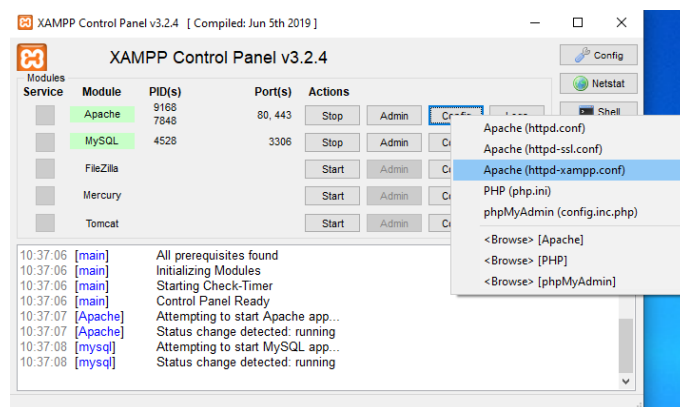 XAMPP Control Panel v3.2.4 [ Compiled: Jun 5th 2019 ]
XAMPP Control Panel v3.2.4
Config
Netstat
Shell
Modules
Service Module PID(s) Port(s) Actions
Apache 9168 7848 80, 443 Stop Admin Config
MySQL 4528 3306 Stop Admin
FileZilla Start Admin
Mercury Start Admin
Tomcat Start Admin
Apache (httpd.conf)
Apache (httpd-ssl.conf)
Apache (httpd-xampp.conf)
PHP (php.ini)
phpMyAdmin (config.inc.php)
<Browse> [Apache]
<Browse> [PHP]
<Browse> [phpMyAdmin]
10:37:06 [main] All prerequisites found
10:37:06 [main] Initializing Modules
10:37:06 [main] Starting Check-Timer
10:37:06 [main] Control Panel Ready
10:37:07 [Apache] Attempting to start Apache app...
10:37:07 [Apache] Status change detected: running
10:37:08 [mysql] Attempting to start MySQL app...
10:37:08 [mysql] Status change detected: running